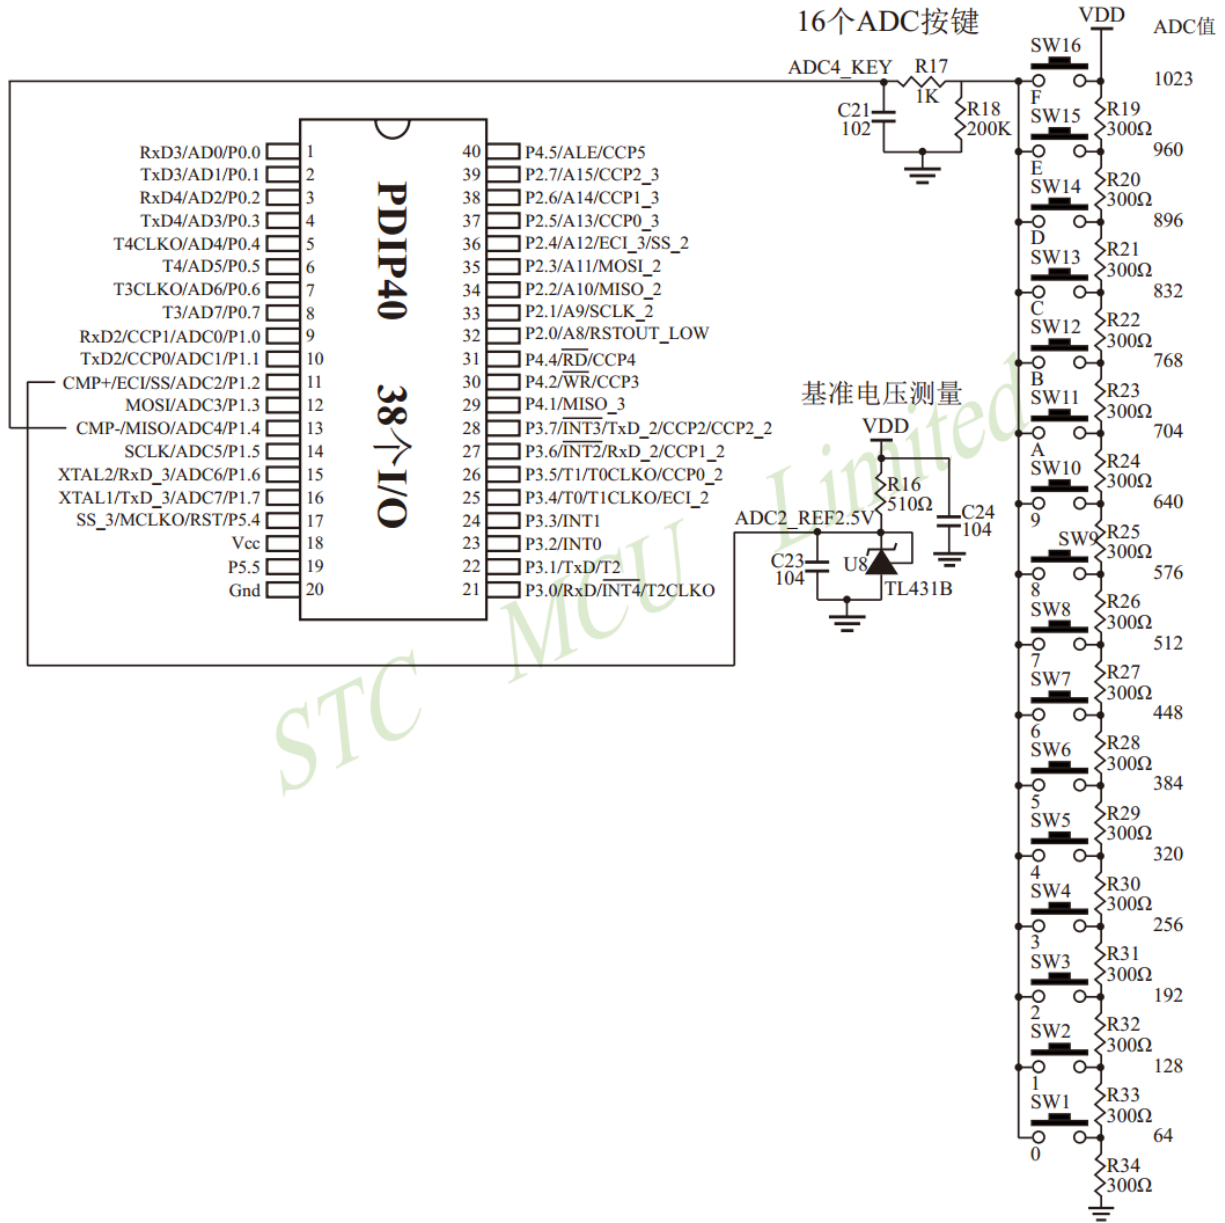 16个ADC按键
VDD
ADC值
ADC4_KEY
R17
1K
C21
102
R18
200K
SW16
1023
F
R19
300Ω
SW15
960
E
R20
300Ω
SW14
896
D
R21
300Ω
SW13
832
C
R22
300Ω
SW12
768
B
R23
300Ω
SW11
704
A
R24
300Ω
SW10
640
9
R25
300Ω
SW9
576
8
R26
300Ω
SW8
512
7
R27
300Ω
SW7
448
6
R28
300Ω
SW6
384
5
R29
300Ω
SW5
320
4
R30
300Ω
SW4
256
3
R31
300Ω
SW3
192
2
R32
300Ω
SW2
128
1
R33
300Ω
SW1
64
0
R34
300Ω
PDIP40 38个I/O
RxD3/AD0/P0.0 1
TxD3/AD1/P0.1 2
RxD4/AD2/P0.2 3
TxD4/AD3/P0.3 4
T4CLKO/AD4/P0.4 5
T4/AD5/P0.5 6
T3CLKO/AD6/P0.6 7
T3/AD7/P0.7 8
RxD2/CCP1/ADC0/P1.0 9
TxD2/CCP0/ADC1/P1.1 10
CMP+/ECI/SS/ADC2/P1.2 11
MOSI/ADC3/P1.3 12
CMP-/MISO/ADC4/P1.4 13
SCLK/ADC5/P1.5 14
XTAL2/RxD_3/ADC6/P1.6 15
XTAL1/TxD_3/ADC7/P1.7 16
SS_3/MCLKO/RST/P5.4 17
Vcc 18
P5.5 19
Gnd 20
40 P4.5/ALE/CCP5
39 P2.7/A15/CCP2_3
38 P2.6/A14/CCP1_3
37 P2.5/A13/CCP0_3
36 P2.4/A12/ECI_3/SS_2
35 P2.3/A11/MOSI_2
34 P2.2/A10/MISO_2
33 P2.1/A9/SCLK_2
32 P2.0/A8/RSTOUT_LOW
31 P4.4/RD/CCP4
30 P4.2/WR/CCP3
29 P4.1/MISO_3
28 P3.7/INT3/TxD_2/CCP2/CCP2_2
27 P3.6/INT2/RxD_2/CCP1_2
26 P3.5/T1/T0CLKO/CCP0_2
25 P3.4/T0/T1CLKO/ECI_2
24 P3.3/INT1
23 P3.2/INT0
22 P3.1/TxD/T2
21 P3.0/RxD/INT4/T2CLKO
基准电压测量
VDD
R16
510Ω
C24
104
ADC2_REF2.5V
C23
104
U8
TL431B
STC MCU Limited